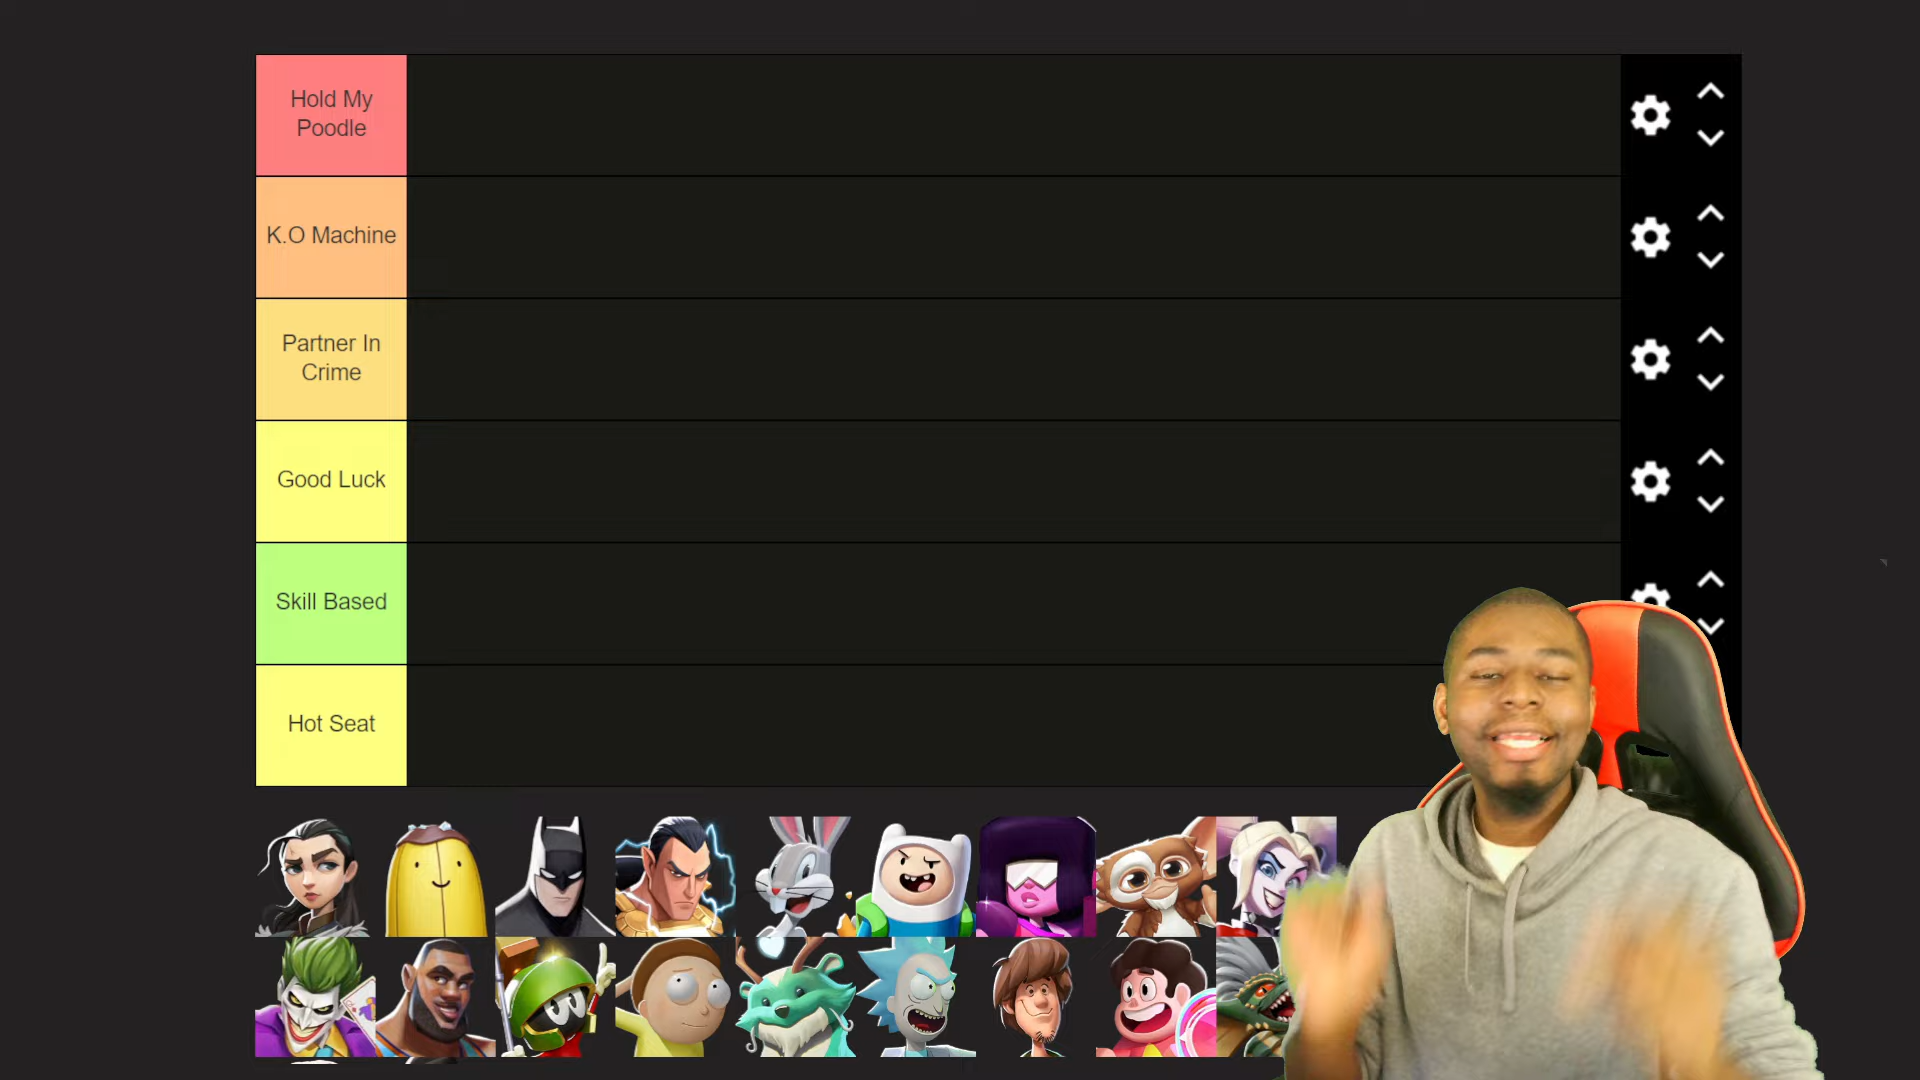 Hold My
Poodle
K.O Machine
Partner In
Crime
Good Luck
Skill Based
Hot Seat